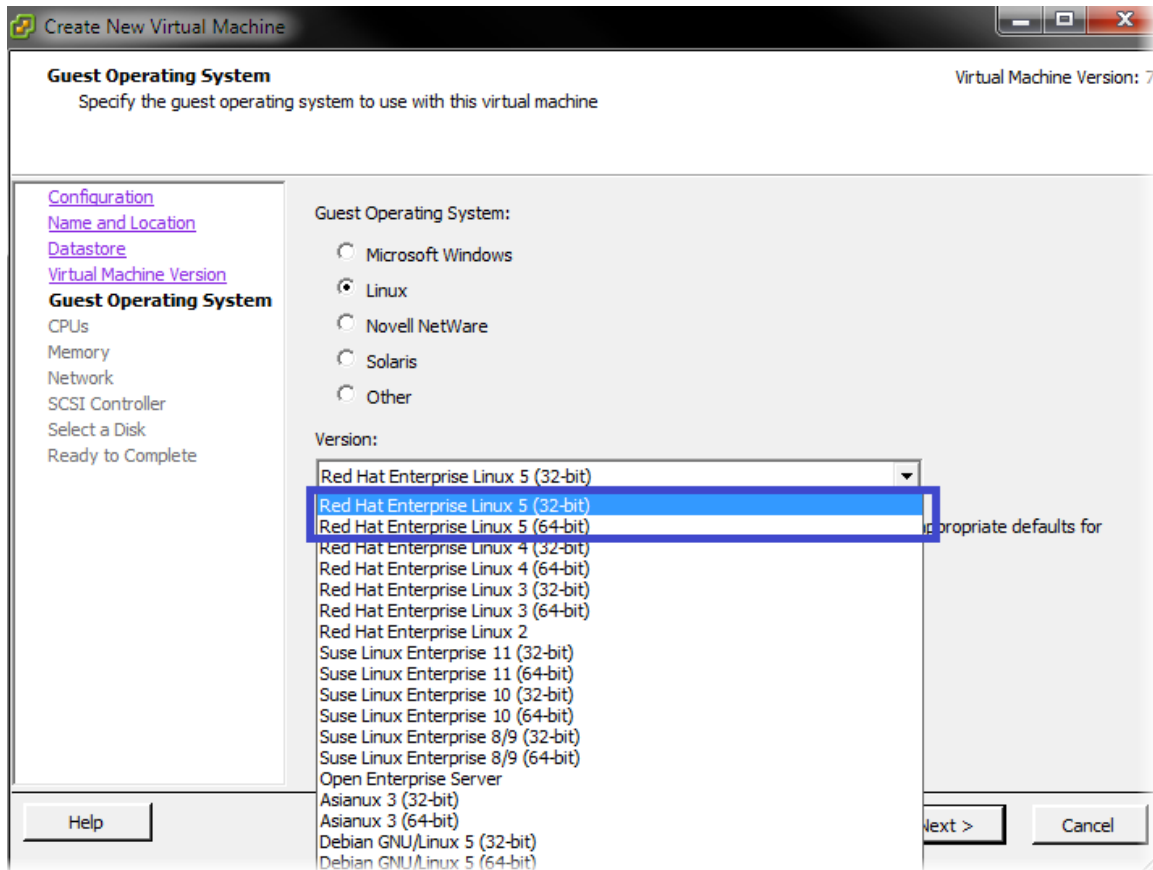 Create New Virtual Machine
Guest Operating System
Virtual Machine Version: 7
Specify the guest operating system to use with this virtual machine
Configuration
Name and Location
Datastore
Virtual Machine Version
Guest Operating System
CPUs
Memory
Network
SCSI Controller
Select a Disk
Ready to Complete
Guest Operating System:
Microsoft Windows
Linux
Novell NetWare
Solaris
Other
Version:
Red Hat Enterprise Linux 5 (32-bit)
Red Hat Enterprise Linux 5 (32-bit)
Red Hat Enterprise Linux 5 (64-bit)
defaults for
Red Hat Enterprise Linux 4 (32-bit)
Red Hat Enterprise Linux 4 (64-bit)
Red Hat Enterprise Linux 3 (32-bit)
Red Hat Enterprise Linux 3 (64-bit)
Red Hat Enterprise Linux 2
Suse Linux Enterprise 11 (32-bit)
Suse Linux Enterprise 11 (64-bit)
Suse Linux Enterprise 10 (32-bit)
Suse Linux Enterprise 10 (64-bit)
Suse Linux Enterprise 8/9 (32-bit)
Suse Linux Enterprise 8/9 (64-bit)
Open Enterprise Server
Asianux 3 (32-bit)
Asianux 3 (64-bit)
Debian GNU/Linux 5 (32-bit)
Debian GNU/Linux 5 (64-bit)
Help
Next >
Cancel